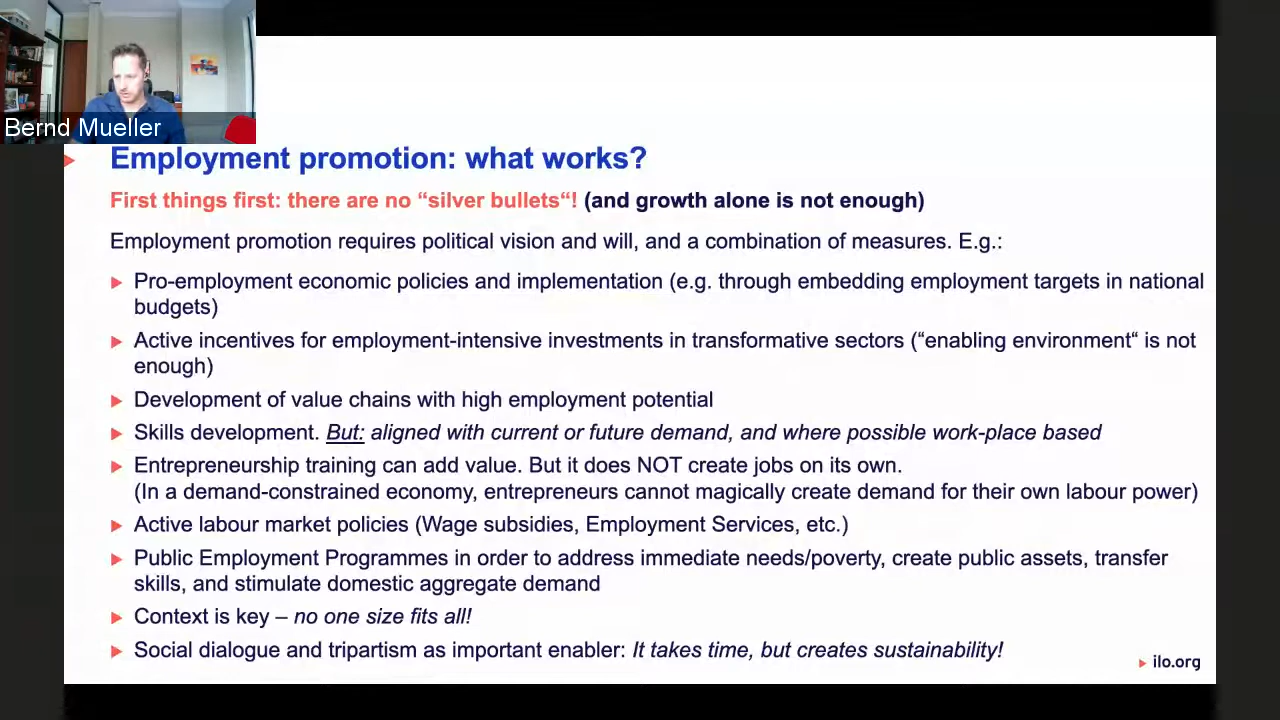 Bernd Mueller
Employment promotion: what works?
First things first: there are no “silver bullets“! (and growth alone is not enough)
Employment promotion requires political vision and will, and a combination of measures. E.g.:
Pro-employment economic policies and implementation (e.g. through embedding employment targets in national
budgets)
Active incentives for employment-intensive investments in transformative sectors (“enabling environment“ is not
enough)
Development of value chains with high employment potential
Skills development. But: aligned with current or future demand, and where possible work-place based
Entrepreneurship training can add value. But it does NOT create jobs on its own.
(In a demand-constrained economy, entrepreneurs cannot magically create demand for their own labour power)
Active labour market policies (Wage subsidies, Employment Services, etc.)
Public Employment Programmes in order to address immediate needs/poverty, create public assets, transfer
skills, and stimulate domestic aggregate demand
Context is key – no one size fits all!
Social dialogue and tripartism as important enabler: It takes time, but creates sustainability!
ilo.org